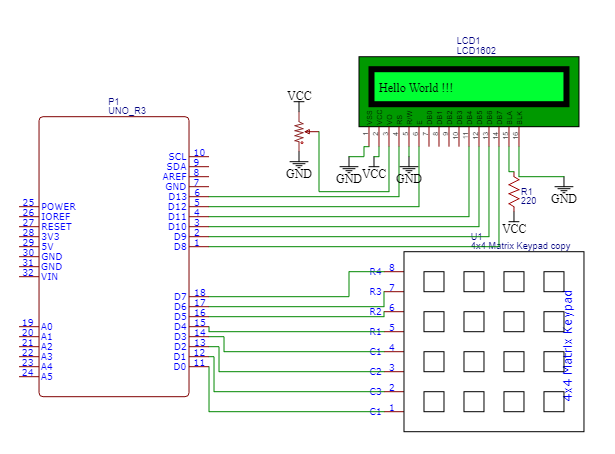 LCD1
LCD1602
Hello World !!!
VSS
VCC
VO
RS
R/W
E
DB0
DB1
DB2
DB3
DB4
DB5
DB6
DB7
BLA
BLK
1
2
3
4
5
6
7
8
9
10
11
12
13
14
15
16
VCC
GND
GND
VCC
GND
R1
220
VCC
GND
P1
UNO_R3
SCL 10
SDA 9
AREF 8
GND 7
D13 6
D12 5
D11 4
D10 3
D9 2
D8 1
25 POWER
26 IOREF
27 RESET
28 3V3
29 5V
30 GND
31 GND
32 VIN
D7 18
D6 17
D5 16
D4 15
D3 14
D2 13
D1 12
D0 11
19 A0
20 A1
21 A2
22 A3
23 A4
24 A5
U1
4x4 Matrix Keypad copy
R4 8
R3 7
R2 6
R1 5
C1 4
C2 3
C3 2
C1 1
4x4 Matrix Keypad